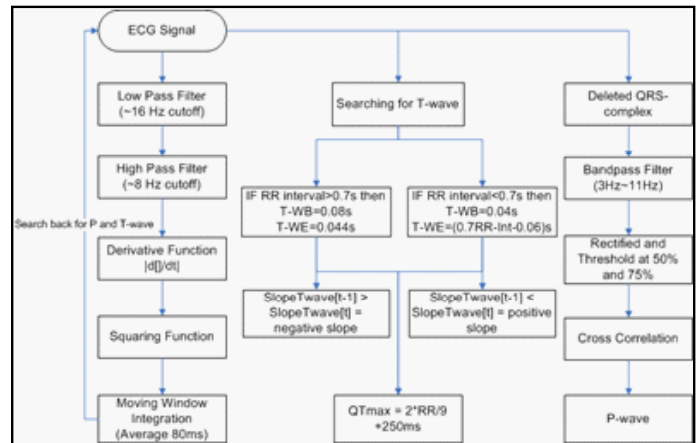 ECG Signal
Low Pass Filter
(~16 Hz cutoff)
High Pass Filter
(~8 Hz cutoff)
Search back for P and T-wave
Derivative Function
|d[]/dt|
Squaring Function
Moving Window
Integration
(Average 80ms)
Searching for T-wave
IF RR interval>0.7s then
T-WB=0.08s
T-WE=0.044s
IF RR interval<0.7s then
T-WB=0.04s
T-WE=(0.7RR-Int-0.06)s
SlopeTwave[t-1] >
SlopeTwave[t] =
negative slope
SlopeTwave[t-1] <
SlopeTwave[t] = positive
slope
QTmax = 2*RR/9
+250ms
Deleted QRS-
complex
Bandpass Filter
(3Hz~11Hz)
Rectified and
Threshold at 50%
and 75%
Cross Correlation
P-wave